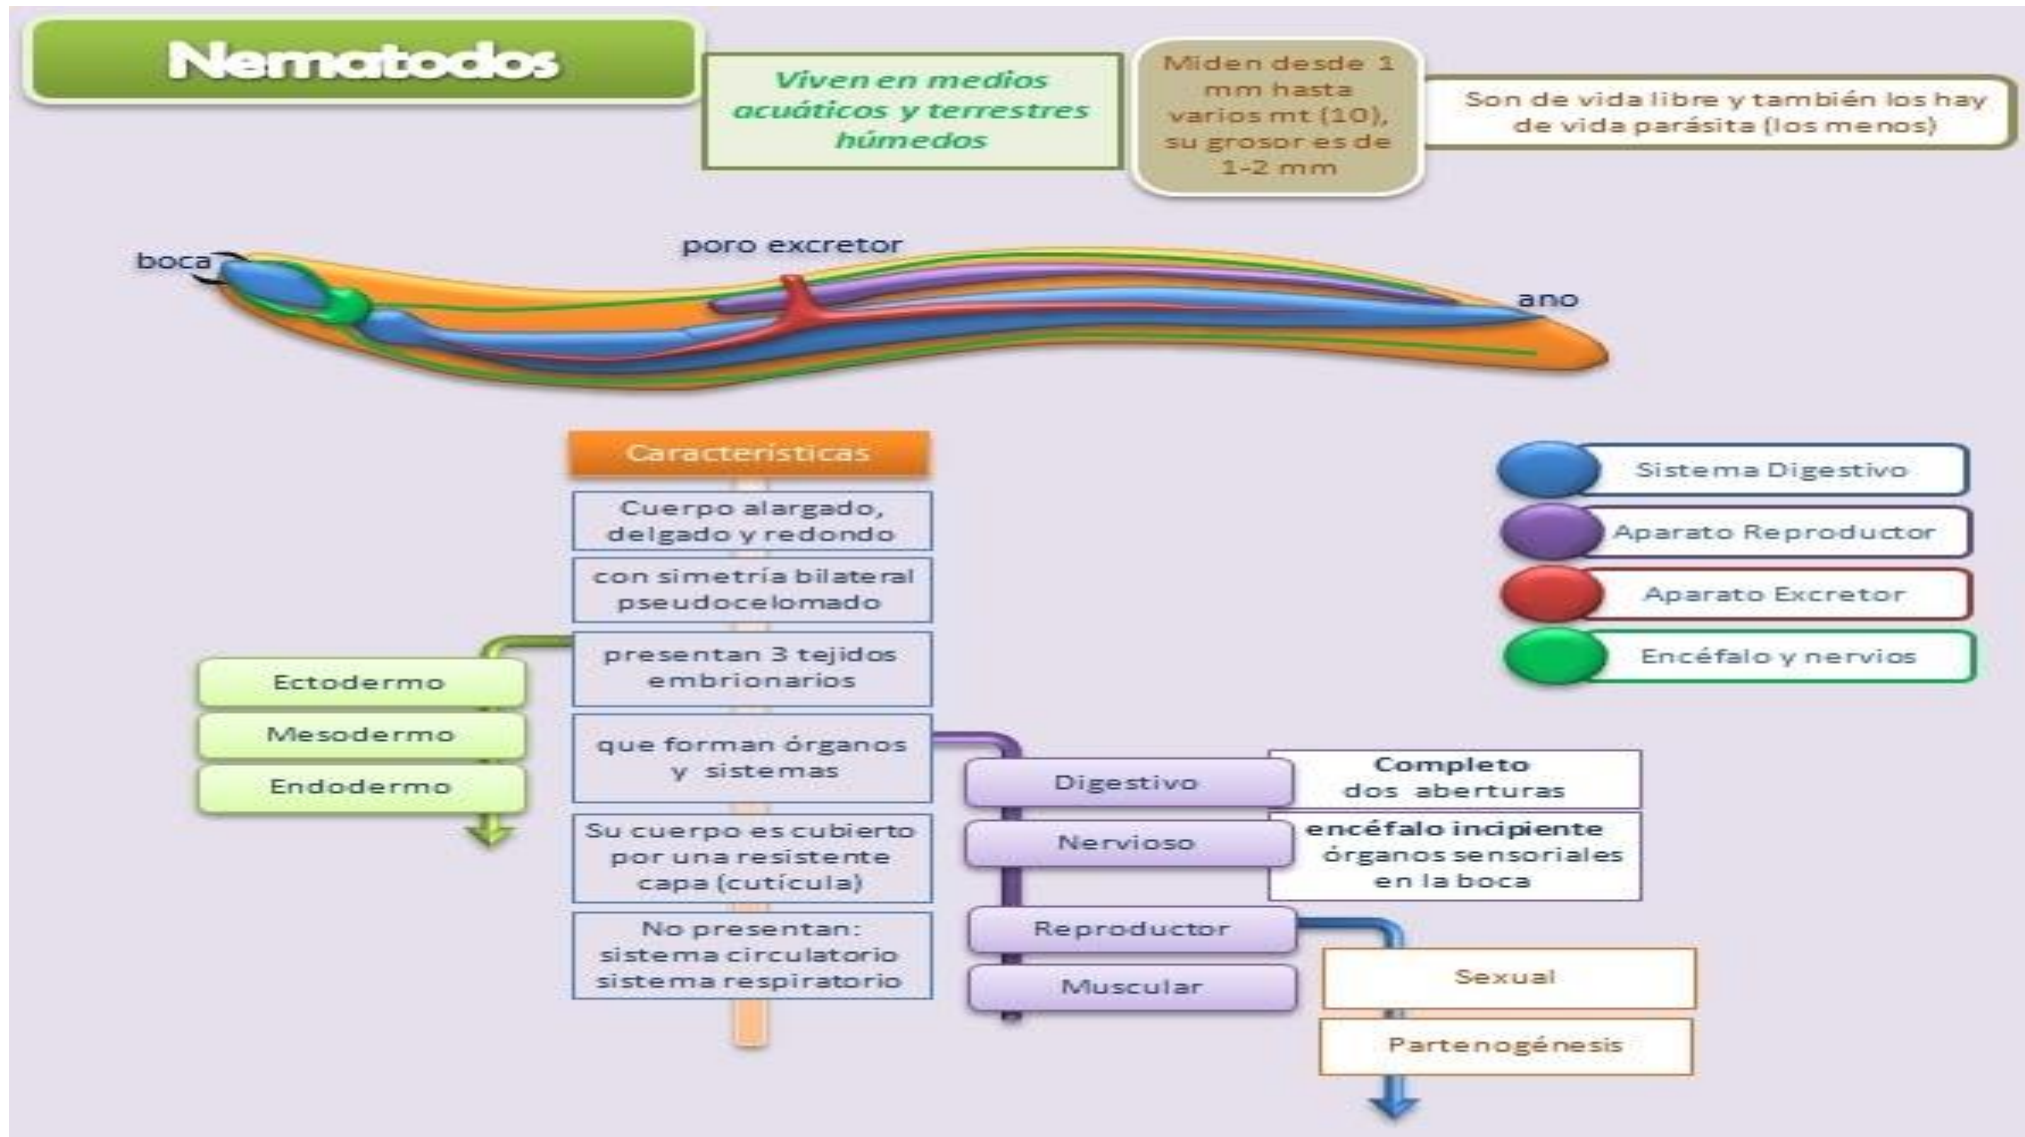 Nematodos
Viven en medios
acuáticos y terrestres
húmedos
Miden desde 1
mm hasta
varios mt (10),
su grosor es de
1-2 mm
Son de vida libre y también los hay
de vida parásita (los menos)
boca
poro excretor
ano
Características
Cuerpo alargado,
delgado y redondo
con simetría bilateral
pseudocelomado
presentan 3 tejidos
embrionarios
Ectodermo
Mesodermo
Endodermo
que forman órganos
y sistemas
Su cuerpo es cubierto
por una resistente
capa (cutícula)
No presentan:
sistema circulatorio
sistema respiratorio
Digestivo
Completo
dos aberturas
Nervioso
encéfalo incipiente
órganos sensoriales
en la boca
Reproductor
Muscular
Sexual
Partenogénesis
Sistema Digestivo
Aparato Reproductor
Aparato Excretor
Encéfalo y nervios